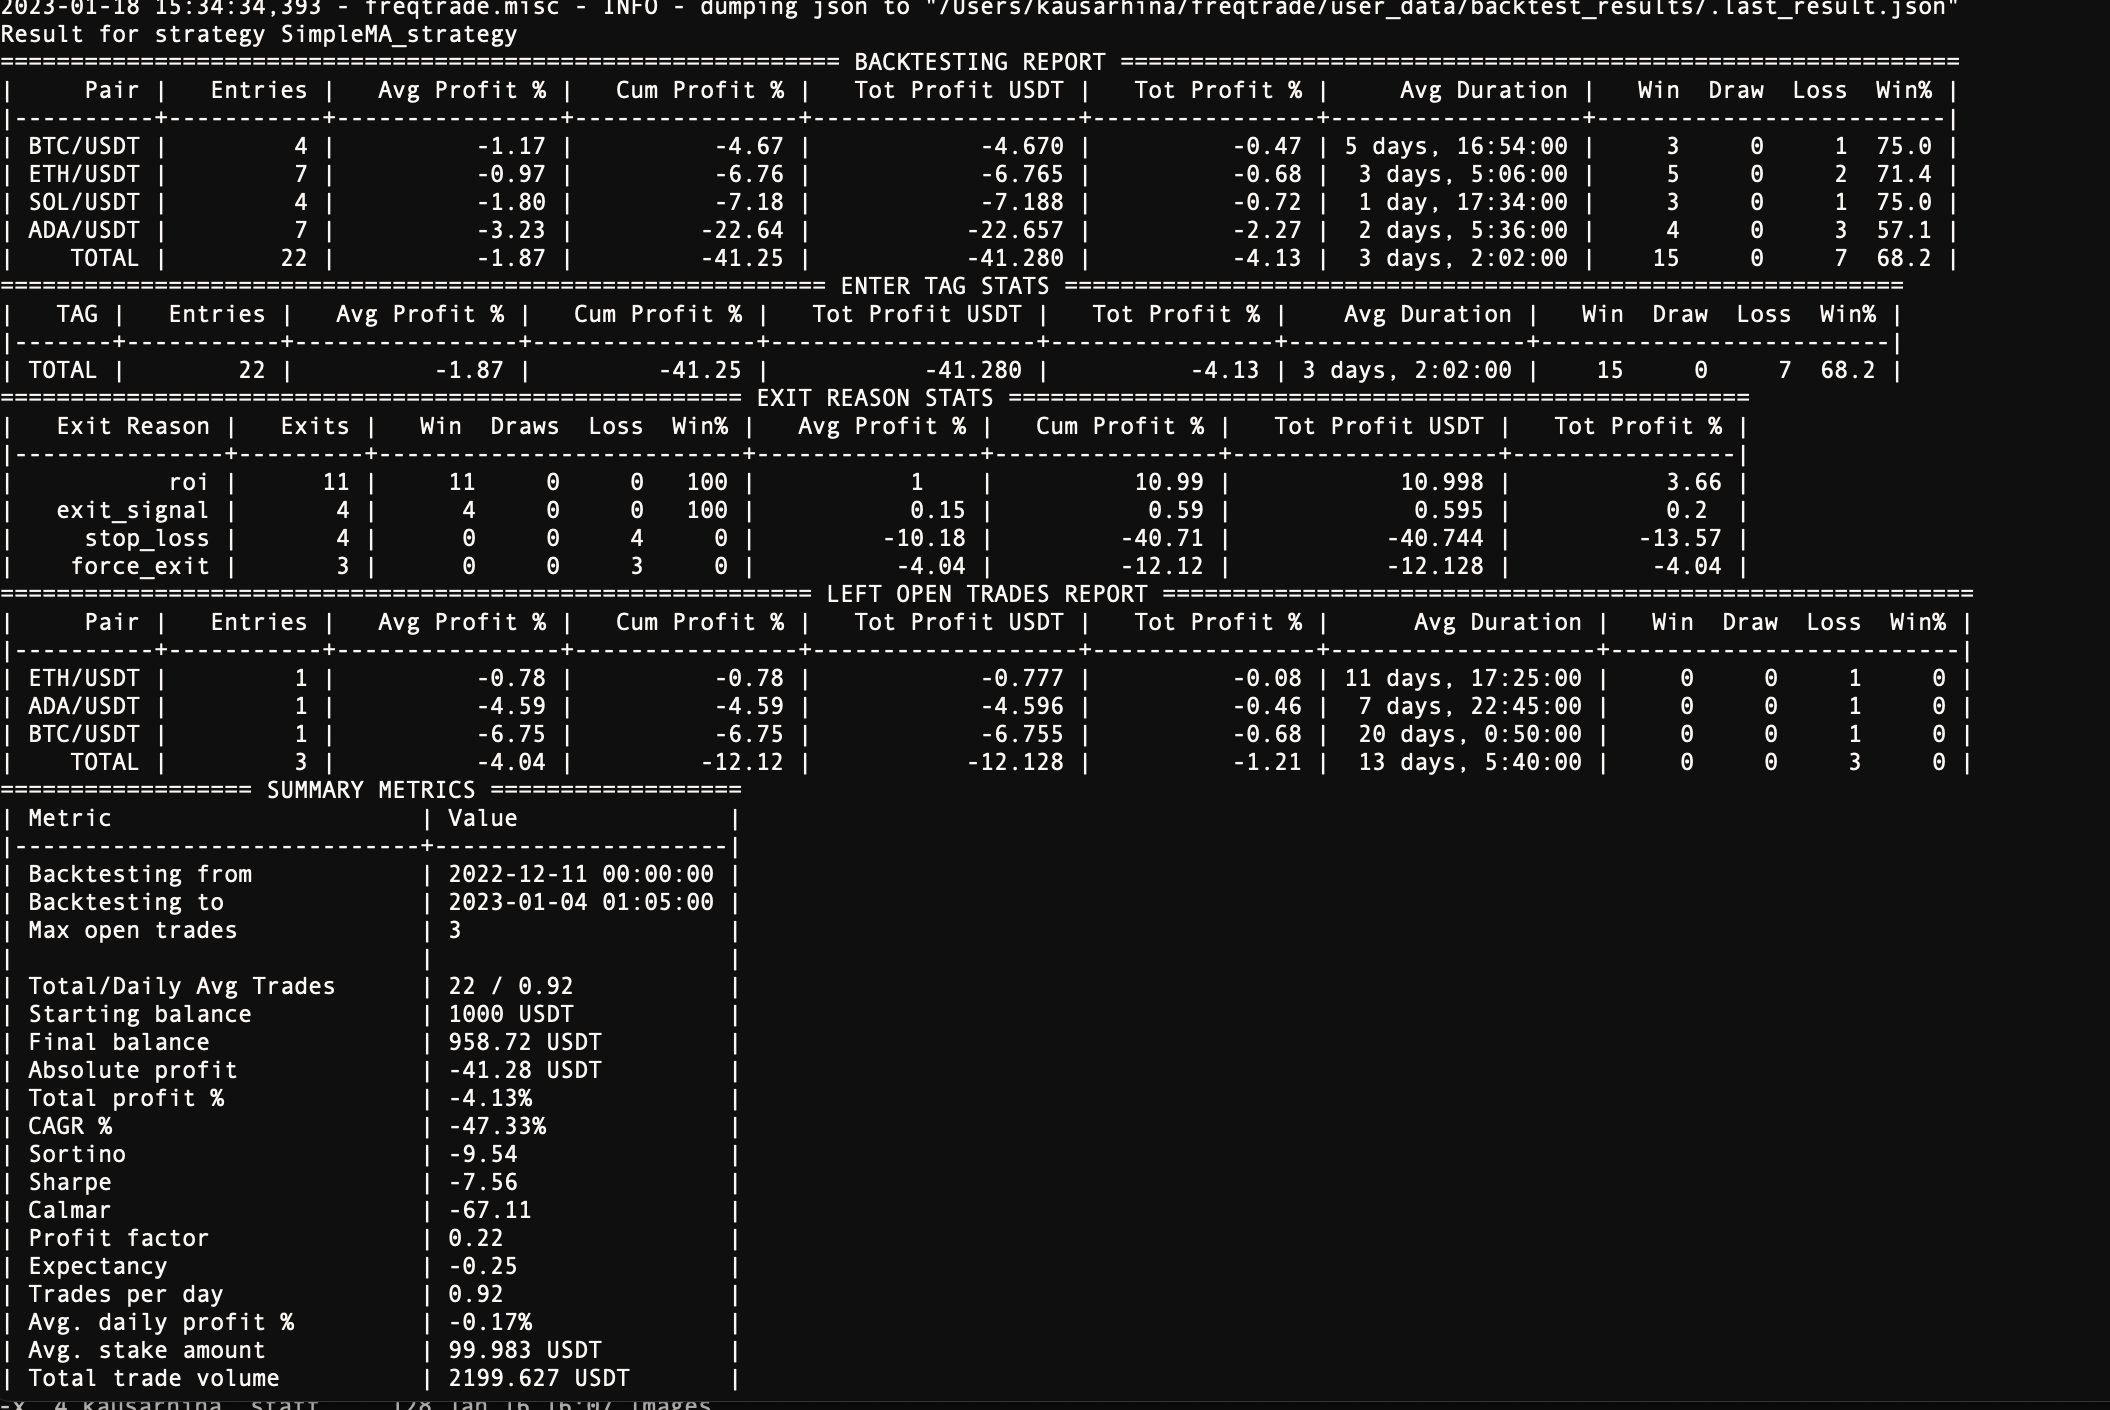 2023-01-18 15:34:34,393 - freqtrade.misc - INFO - dumping json to "/Users/kausarhina/freqtrade/user_data/backtest_results/.last_result.json"
Result for strategy SimpleMA_strategy
============================================================ BACKTESTING REPORT ============================================================
|     Pair |   Entries |   Avg Profit % |   Cum Profit % |   Tot Profit USDT |   Tot Profit % |     Avg Duration |   Win  Draw  Loss  Win% |
|----------+-----------+----------------+----------------+-------------------+----------------+------------------+-------------------------|
| BTC/USDT |         4 |          -1.17 |          -4.67 |            -4.670 |          -0.47 | 5 days, 16:54:00 |     3     0     1  75.0 |
| ETH/USDT |         7 |          -0.97 |          -6.76 |            -6.765 |          -0.68 |  3 days, 5:06:00 |     5     0     2  71.4 |
| SOL/USDT |         4 |          -1.80 |          -7.18 |            -7.188 |          -0.72 |  1 day, 17:34:00 |     3     0     1  75.0 |
| ADA/USDT |         7 |          -3.23 |         -22.64 |           -22.657 |          -2.27 |  2 days, 5:36:00 |     4     0     3  57.1 |
|    TOTAL |        22 |          -1.87 |         -41.25 |           -41.280 |          -4.13 |  3 days, 2:02:00 |    15     0     7  68.2 |
=========================================================== ENTER TAG STATS ============================================================
|   TAG |   Entries |   Avg Profit % |   Cum Profit % |   Tot Profit USDT |   Tot Profit % |    Avg Duration |   Win  Draw  Loss  Win% |
|-------+-----------+----------------+----------------+-------------------+----------------+-----------------+-------------------------|
| TOTAL |        22 |          -1.87 |         -41.25 |           -41.280 |          -4.13 | 3 days, 2:02:00 |    15     0     7  68.2 |
===================================================== EXIT REASON STATS =====================================================
|   Exit Reason |   Exits |   Win  Draws  Loss  Win% |   Avg Profit % |   Cum Profit % |   Tot Profit USDT |   Tot Profit % |
|---------------+---------+--------------------------+----------------+----------------+-------------------+----------------|
|           roi |      11 |    11     0     0   100 |           1    |          10.99 |            10.998 |           3.66 |
|   exit_signal |       4 |     4     0     0   100 |           0.15 |           0.59 |             0.595 |           0.2  |
|     stop_loss |       4 |     0     0     4     0 |         -10.18 |         -40.71 |           -40.744 |         -13.57 |
|    force_exit |       3 |     0     0     3     0 |          -4.04 |         -12.12 |           -12.128 |          -4.04 |
========================================================== LEFT OPEN TRADES REPORT ==========================================================
|     Pair |   Entries |   Avg Profit % |   Cum Profit % |   Tot Profit USDT |   Tot Profit % |      Avg Duration |   Win  Draw  Loss  Win% |
|----------+-----------+----------------+----------------+-------------------+----------------+-------------------+-------------------------|
| ETH/USDT |         1 |          -0.78 |          -0.78 |            -0.777 |          -0.08 | 11 days, 17:25:00 |     0     0     1     0 |
| ADA/USDT |         1 |          -4.59 |          -4.59 |            -4.596 |          -0.46 |  7 days, 22:45:00 |     0     0     1     0 |
| BTC/USDT |         1 |          -6.75 |          -6.75 |            -6.755 |          -0.68 |  20 days, 0:50:00 |     0     0     1     0 |
|    TOTAL |         3 |          -4.04 |         -12.12 |           -12.128 |          -1.21 |  13 days, 5:40:00 |     0     0     3     0 |
================== SUMMARY METRICS ==================
| Metric                      | Value               |
|-----------------------------+---------------------|
| Backtesting from            | 2022-12-11 00:00:00 |
| Backtesting to              | 2023-01-04 01:05:00 |
| Max open trades             | 3                   |
|                             |                     |
| Total/Daily Avg Trades      | 22 / 0.92           |
| Starting balance            | 1000 USDT           |
| Final balance               | 958.72 USDT         |
| Absolute profit             | -41.28 USDT         |
| Total profit %              | -4.13%              |
| CAGR %                      | -47.33%             |
| Sortino                     | -9.54               |
| Sharpe                      | -7.56               |
| Calmar                      | -67.11              |
| Profit factor               | 0.22                |
| Expectancy                  | -0.25               |
| Trades per day              | 0.92                |
| Avg. daily profit %         | -0.17%              |
| Avg. stake amount           | 99.983 USDT         |
| Total trade volume          | 2199.627 USDT       |
-x  4 kausarhina  staff     128 Jan 16 16:07 images